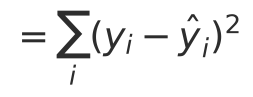 = ∑ᵢ(yᵢ − ŷᵢ)²